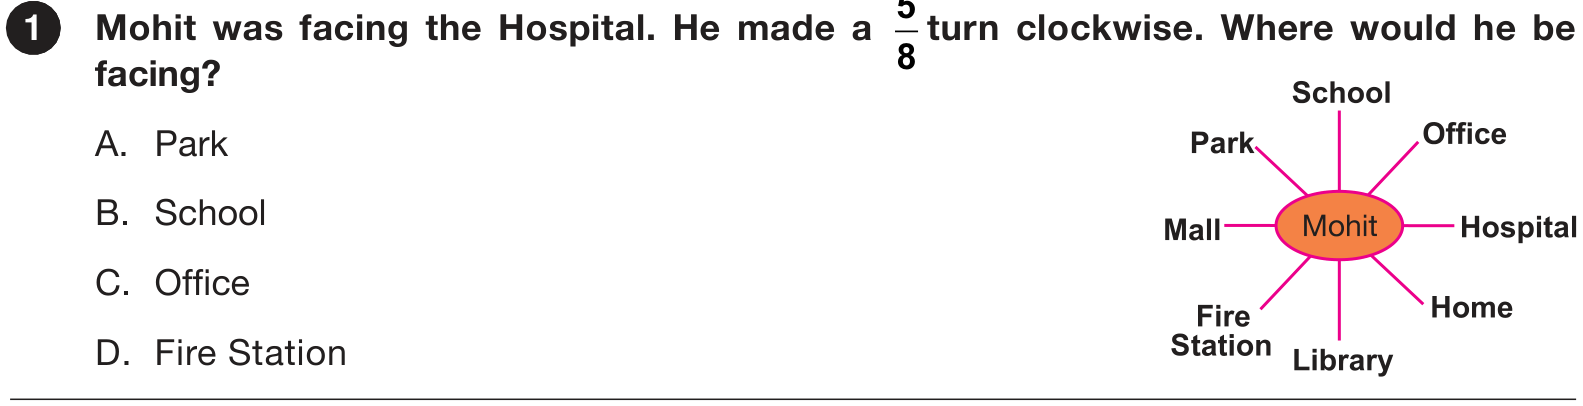 1 Mohit was facing the Hospital. He made a 5/8 turn clockwise. Where would he be
facing?
A. Park
B. School
C. Office
D. Fire Station
School
Park
Office
Mall
Mohit
Hospital
Fire
Station
Home
Library